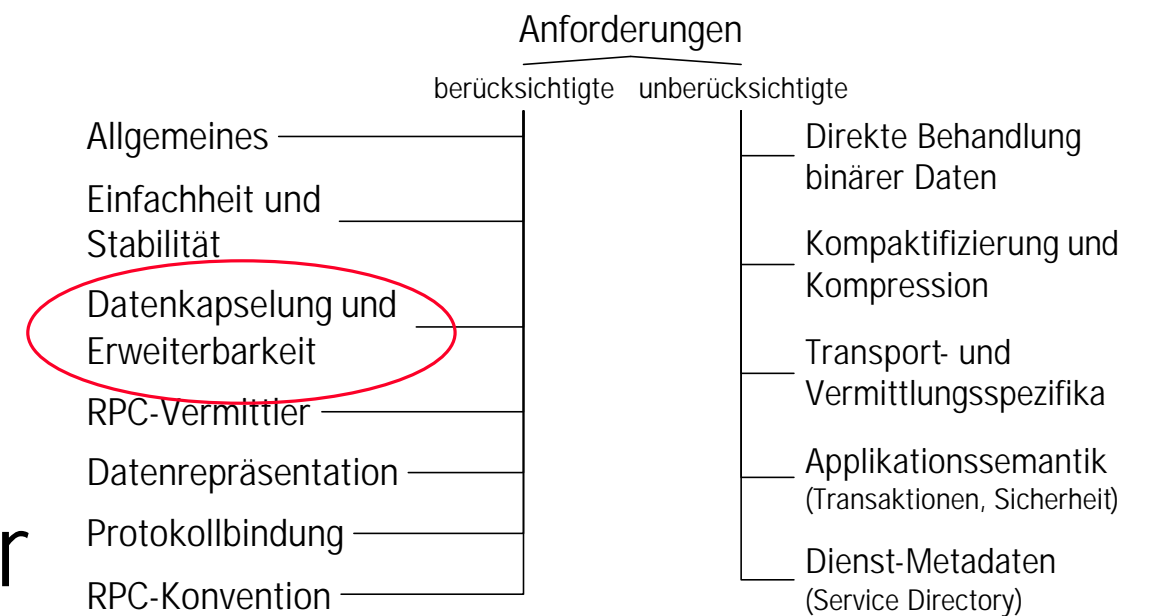 Anforderungen
berücksichtigte unberücksichtigte
Allgemeines
Einfachheit und
Stabilität
Datenkapselung und
Erweiterbarkeit
RPC-Vermittler
Datenrepräsentation
Protokollbindung
RPC-Konvention
Direkte Behandlung
binärer Daten
Kompaktifizierung und
Kompression
Transport- und
Vermittlungsspezifika
Applikationssemantik
(Transaktionen, Sicherheit)
Dienst-Metadaten
(Service Directory)
r